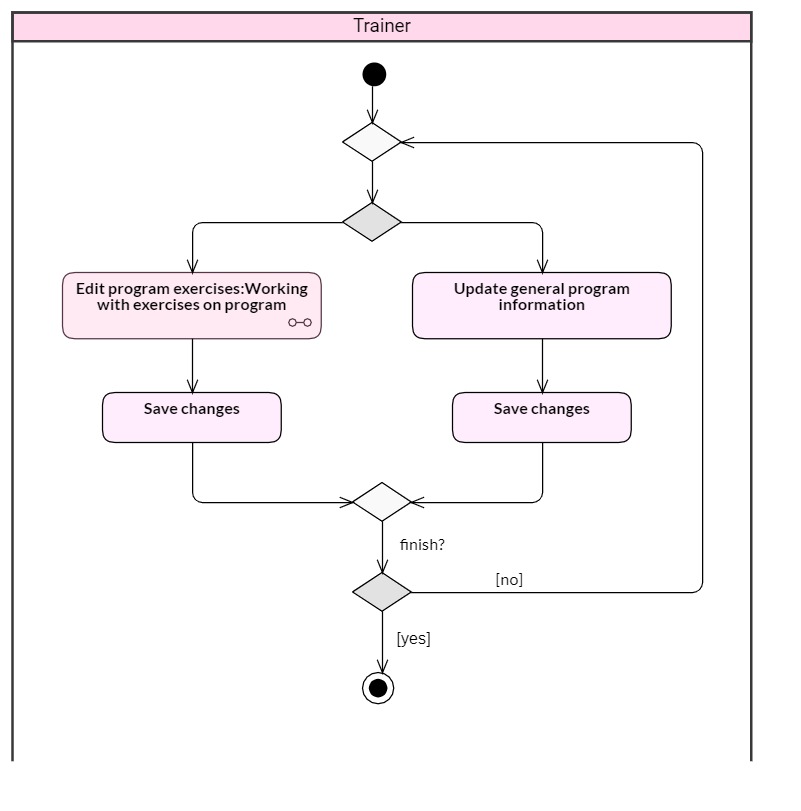 Trainer
Edit program exercises:Working
with exercises on program
Update general program
information
Save changes
Save changes
finish?
[no]
[yes]